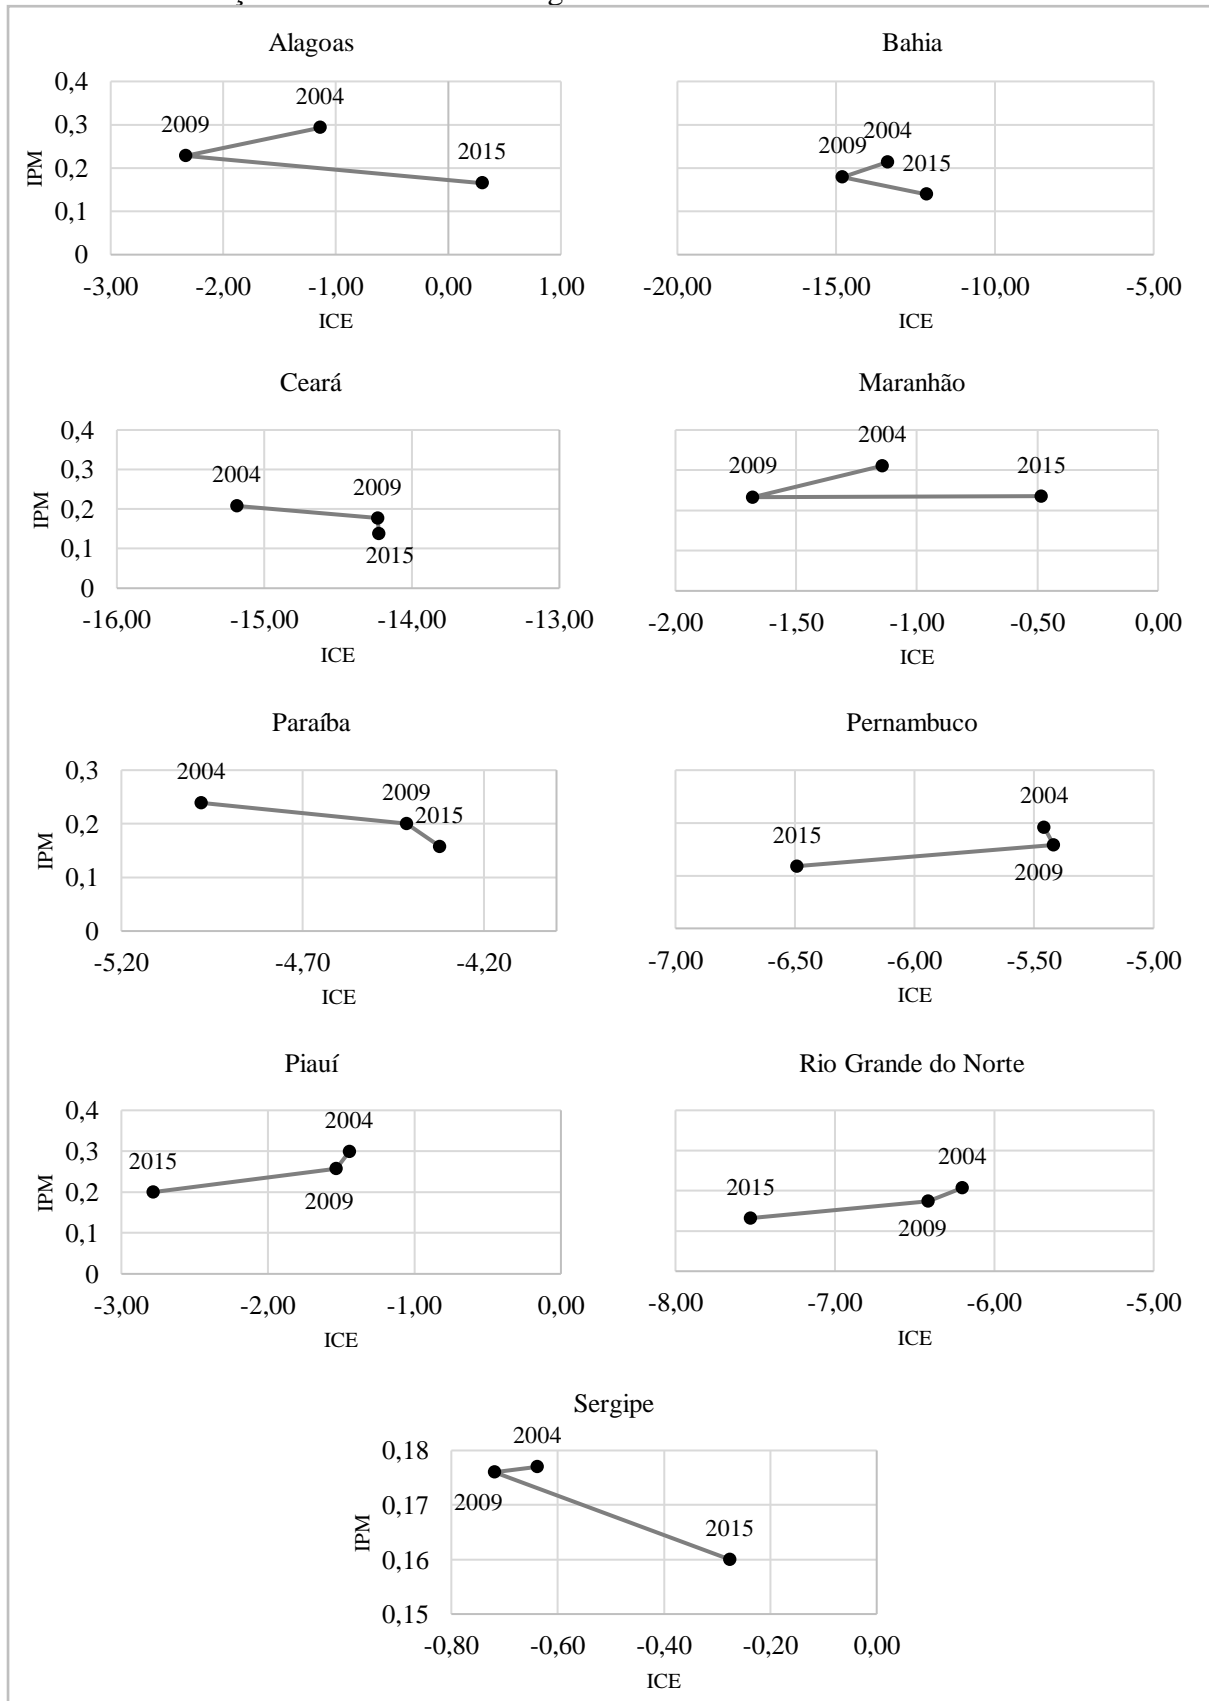 Alagoas
0,4
0,3
0,2
0,1
0
IPM
2004
2009
2015
-3,00 -2,00 -1,00 0,00 1,00
ICE
Bahia
2004
2009
2015
-20,00 -15,00 -10,00 -5,00
ICE
Ceará
0,4
0,3
0,2
0,1
0
IPM
2004
2009
2015
-16,00 -15,00 -14,00 -13,00
ICE
Maranhão
2004
2009
2015
-2,00 -1,50 -1,00 -0,50 0,00
ICE
Paraíba
0,3
0,2
0,1
0
IPM
2004
2009
2015
-5,20 -4,70 -4,20
ICE
Pernambuco
2004
2015
2009
-7,00 -6,50 -6,00 -5,50 -5,00
ICE
Piauí
0,4
0,3
0,2
0,1
0
IPM
2004
2015
2009
-3,00 -2,00 -1,00 0,00
ICE
Rio Grande do Norte
2004
2015
2009
-8,00 -7,00 -6,00 -5,00
ICE
Sergipe
0,18
0,17
0,16
0,15
IPM
2004
2009
2015
-0,80 -0,60 -0,40 -0,20 0,00
ICE